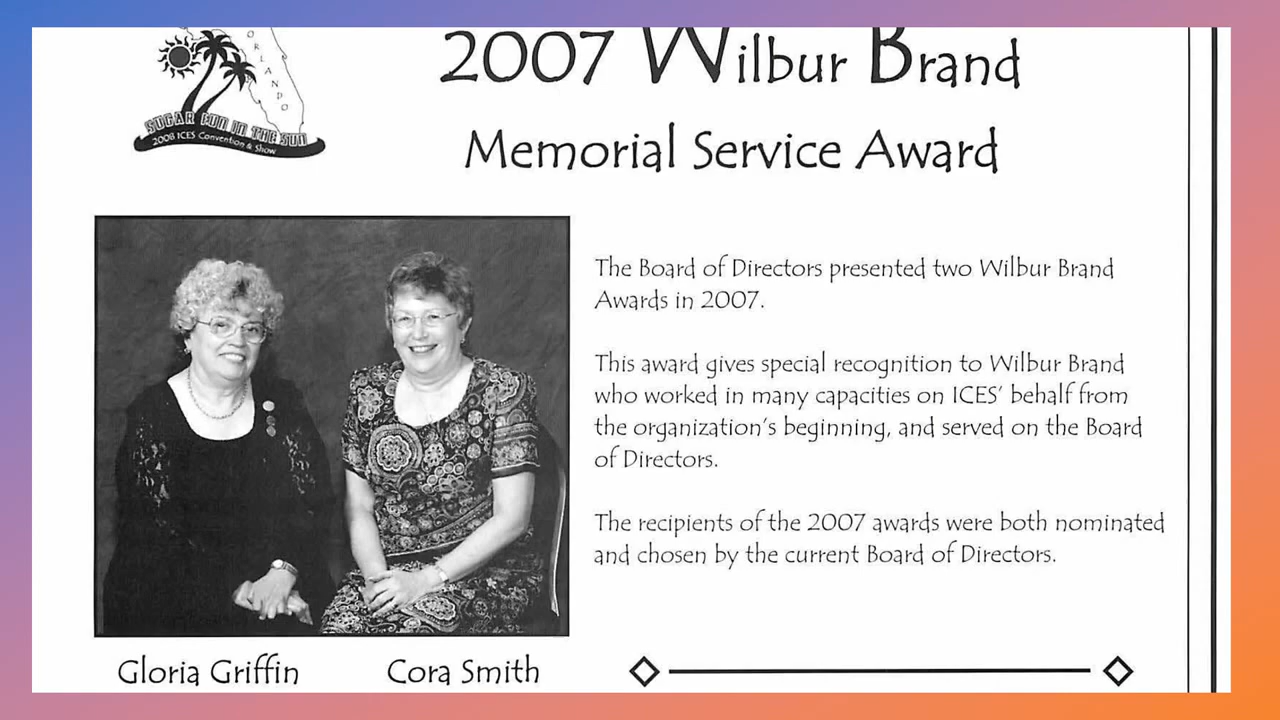 ORLANDO
SUGAR FUN IN THE SUN
2008 ICES Convention & Show
2007 Wilbur Brand
Memorial Service Award
The Board of Directors presented two Wilbur Brand
Awards in 2007.
This award gives special recognition to Wilbur Brand
who worked in many capacities on ICES' behalf from
the organization's beginning, and served on the Board
of Directors.
The recipients of the 2007 awards were both nominated
and chosen by the current Board of Directors.
Gloria Griffin
Cora Smith